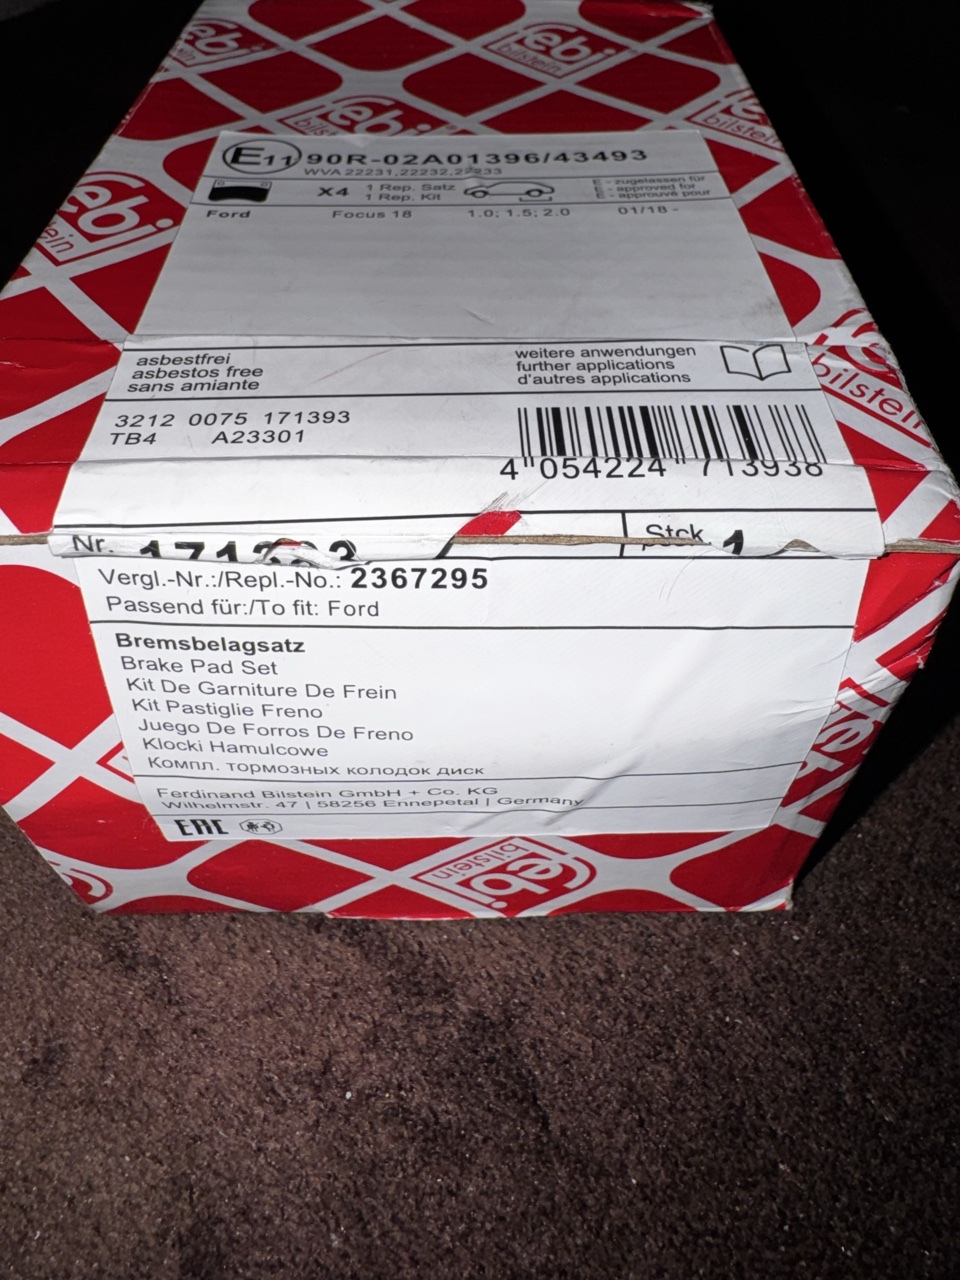 febi
bilstein
E11 90R-02A01396/43493
WVA 22231,22232,22233
X4 1 Rep. Satz
1 Rep. Kit
E - zugelassen für
E - approved for
E - approuvé pour
Ford Focus 18 1.0; 1.5; 2.0 01/18 -
asbestfrei
asbestos free
sans amiante
weitere anwendungen
further applications
d'autres applications
3212 0075 171393
TB4 A23301
4 054224 713938
Nr. 171393
Stck. 1
Vergl.-Nr.:/Repl.-No.: 2367295
Passend für:/To fit: Ford
Bremsbelagsatz
Brake Pad Set
Kit De Garniture De Frein
Kit Pastiglie Freno
Juego De Forros De Freno
Klocki Hamulcowe
Компл. тормозных колодок диск
Ferdinand Bilstein GmbH + Co. KG
Wilhelmstr. 47 | 58256 Ennepetal | Germany
EAC
febi
bilstein